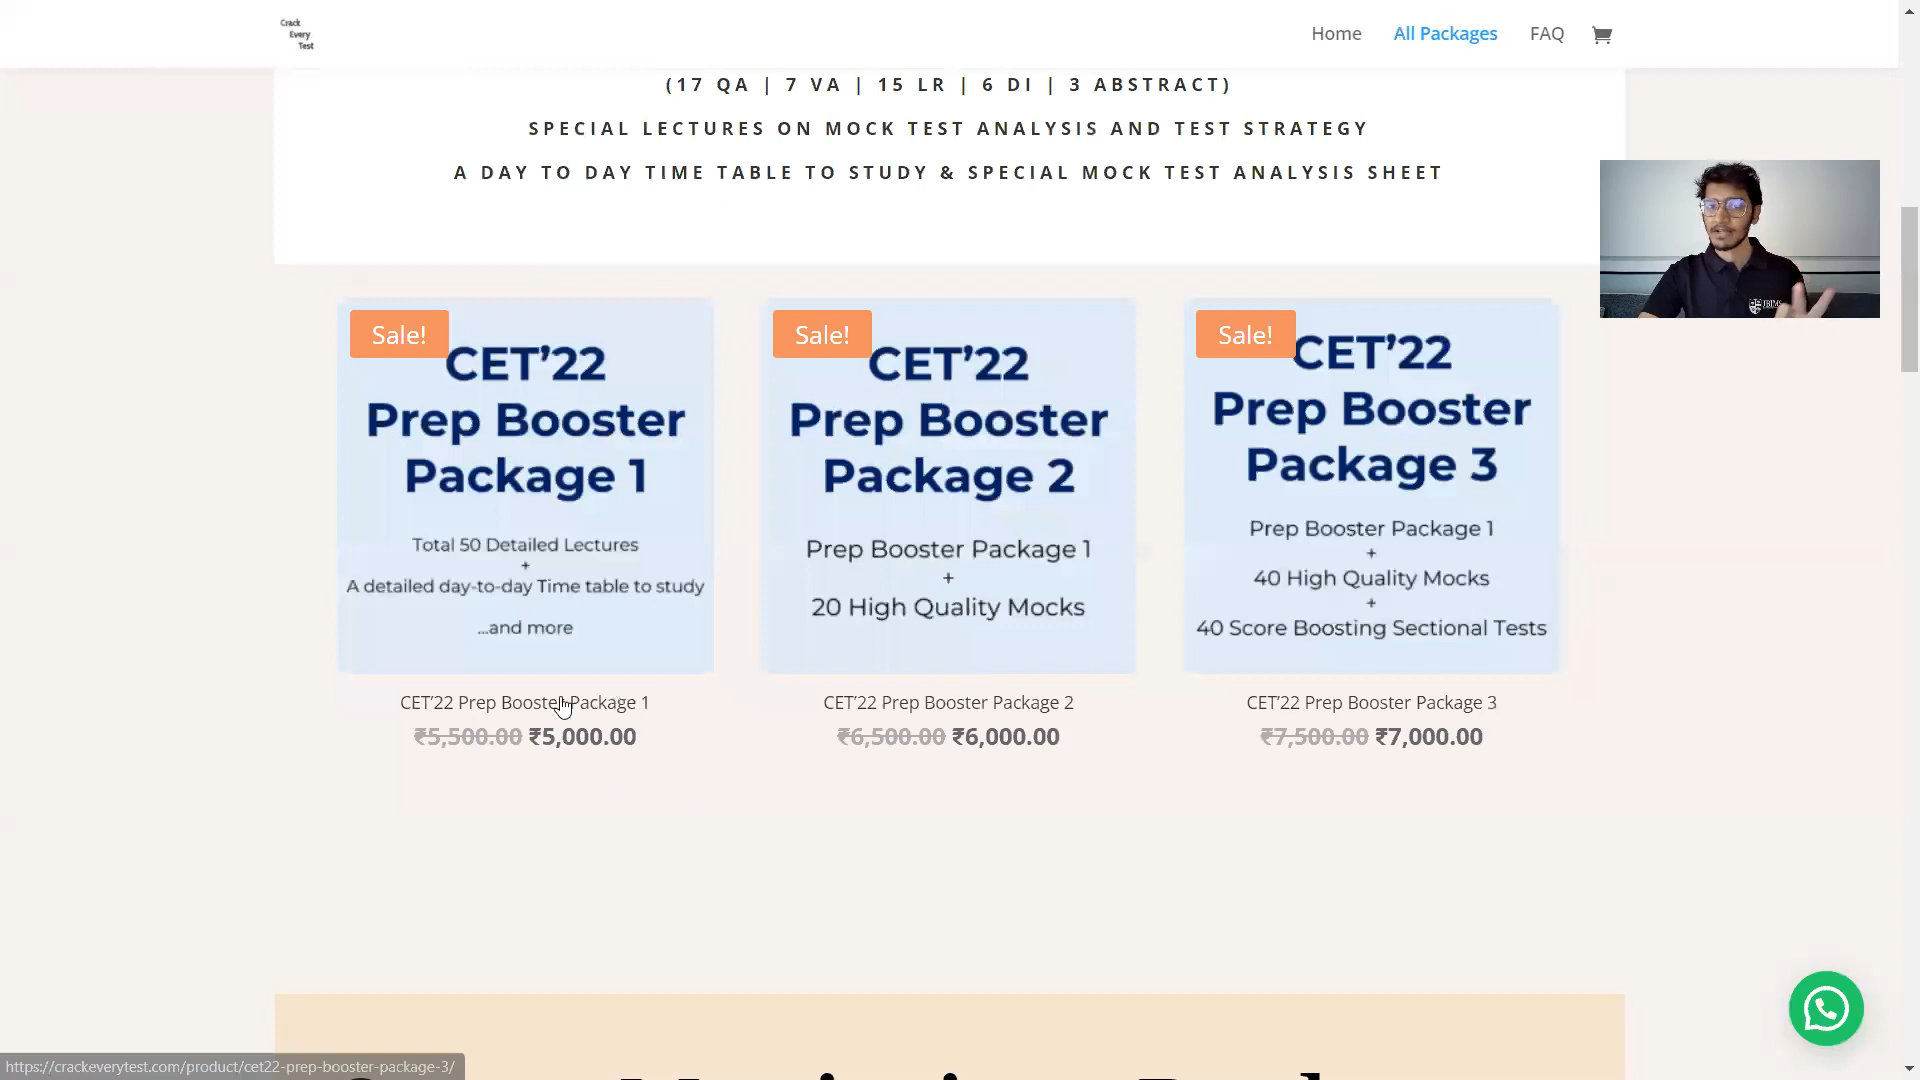 Crack
Every
Test
Home
All Packages
FAQ
(17 QA | 7 VA | 15 LR | 6 DI | 3 ABSTRACT)
SPECIAL LECTURES ON MOCK TEST ANALYSIS AND TEST STRATEGY
A DAY TO DAY TIME TABLE TO STUDY & SPECIAL MOCK TEST ANALYSIS SHEET
JBIMS
Sale!
CET’22
Prep Booster
Package 1
Total 50 Detailed Lectures
+
A detailed day-to-day Time table to study
...and more
CET’22 Prep Booster Package 1
₹5,500.00 ₹5,000.00
Sale!
CET’22
Prep Booster
Package 2
Prep Booster Package 1
+
20 High Quality Mocks
CET’22 Prep Booster Package 2
₹6,500.00 ₹6,000.00
Sale!
CET’22
Prep Booster
Package 3
Prep Booster Package 1
+
40 High Quality Mocks
+
40 Score Boosting Sectional Tests
CET’22 Prep Booster Package 3
₹7,500.00 ₹7,000.00
https://crackeverytest.com/product/cet22-prep-booster-package-3/